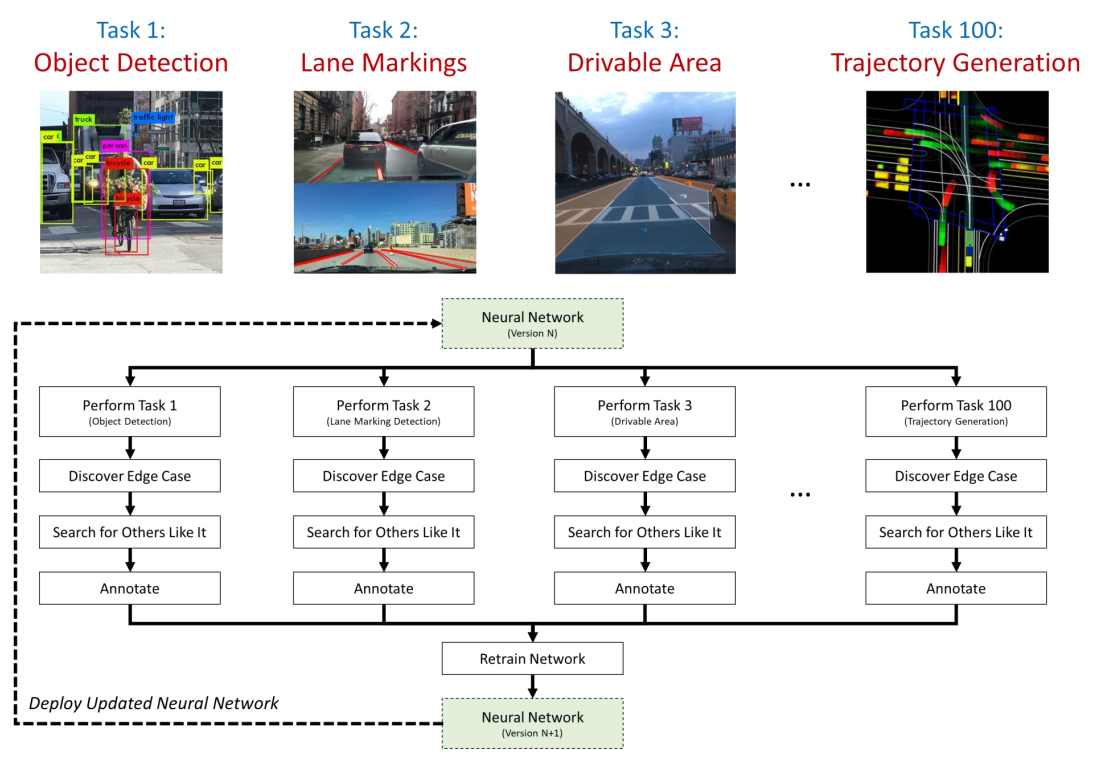 Task 1:
Object Detection
Task 2:
Lane Markings
Task 3:
Drivable Area
Task 100:
Trajectory Generation
truck
traffic light
car
person
car
car
bicycle
car
car
bicycle
...
Neural Network
(Version N)
Perform Task 1
(Object Detection)
Perform Task 2
(Lane Marking Detection)
Perform Task 3
(Drivable Area)
Perform Task 100
(Trajectory Generation)
Discover Edge Case
Discover Edge Case
Discover Edge Case
...
Discover Edge Case
Search for Others Like It
Search for Others Like It
Search for Others Like It
Search for Others Like It
Annotate
Annotate
Annotate
Annotate
Retrain Network
Deploy Updated Neural Network
Neural Network
(Version N+1)